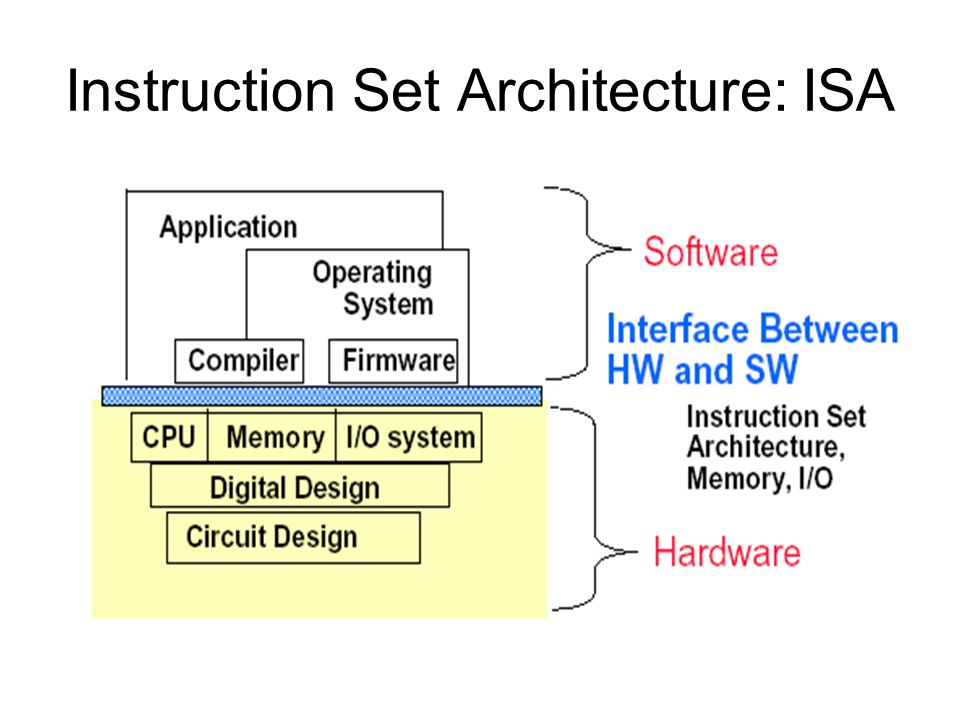 Instruction Set Architecture: ISA
Application
Operating
System
Compiler
Firmware
Software
Interface Between
HW and SW
CPU
Memory
I/O system
Digital Design
Circuit Design
Instruction Set
Architecture,
Memory, I/O
Hardware